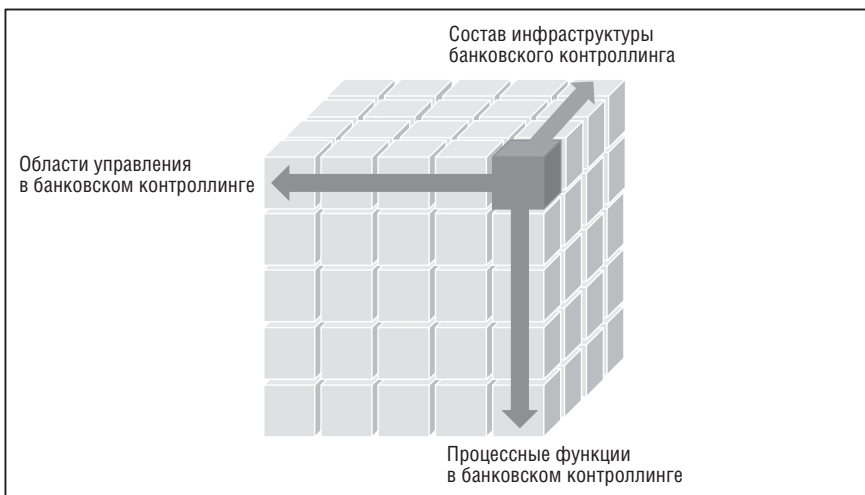 Состав инфраструктуры
банковского контроллинга
Области управления
в банковском контроллинге
Процессные функции
в банковском контроллинге